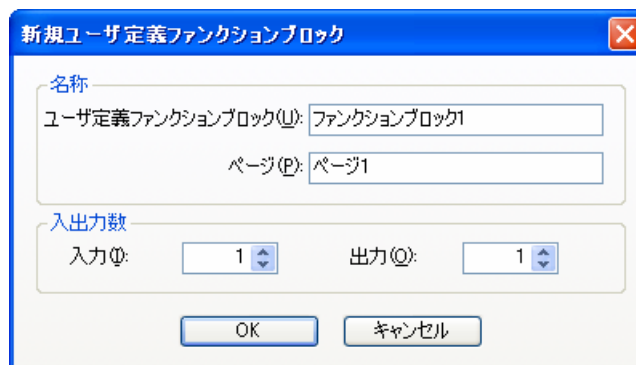 新規ユーザ定義ファンクションブロック
名称
ユーザ定義ファンクションブロック(U): ファンクションブロック1
ページ(P): ページ1
入出力数
入力(I): 1 出力(O): 1
OK キャンセル